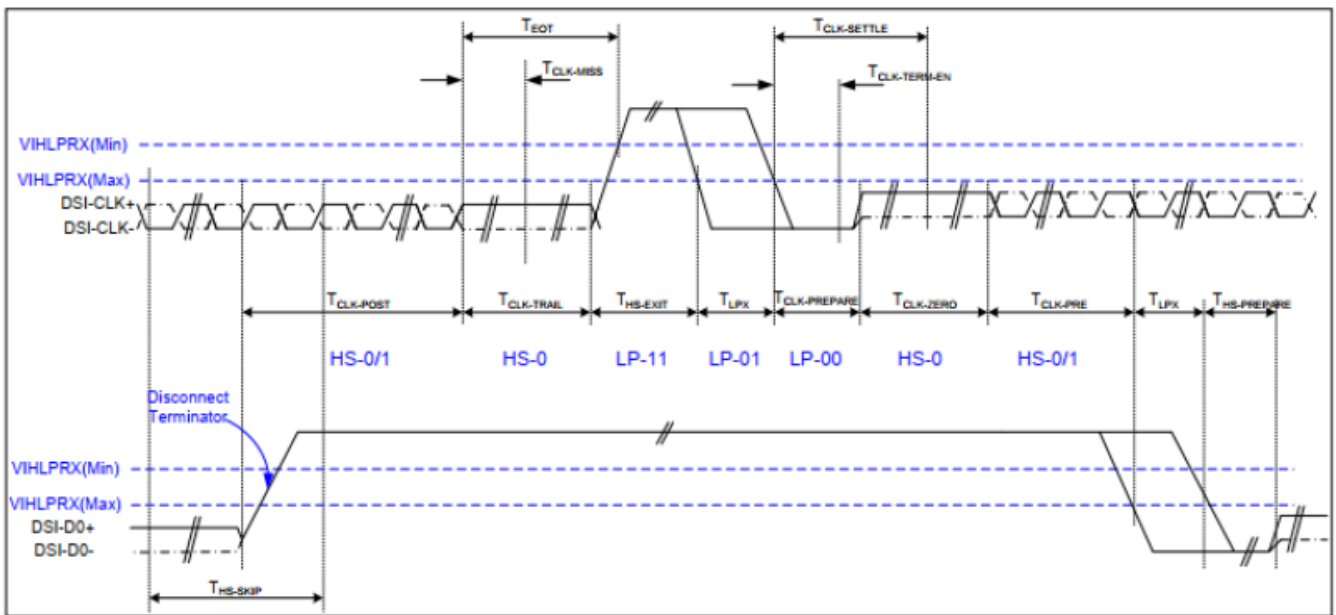 TEOT
TCLK-SETTLE
TCLK-MISS
TCLK-TERM-EN
VIHLPRX(Min)
VIHLPRX(Max)
DSI-CLK+
DSI-CLK-
TCLK-POST TCLK-TRAIL THS-EXIT TLPX TCLK-PREPARE TCLK-ZERO TCLK-PRE TLPX THS-PREPARE
HS-0/1 HS-0 LP-11 LP-01 LP-00 HS-0 HS-0/1
Disconnect
Terminator
VIHLPRX(Min)
VIHLPRX(Max)
DSI-D0+
DSI-D0-
THS-SKIP